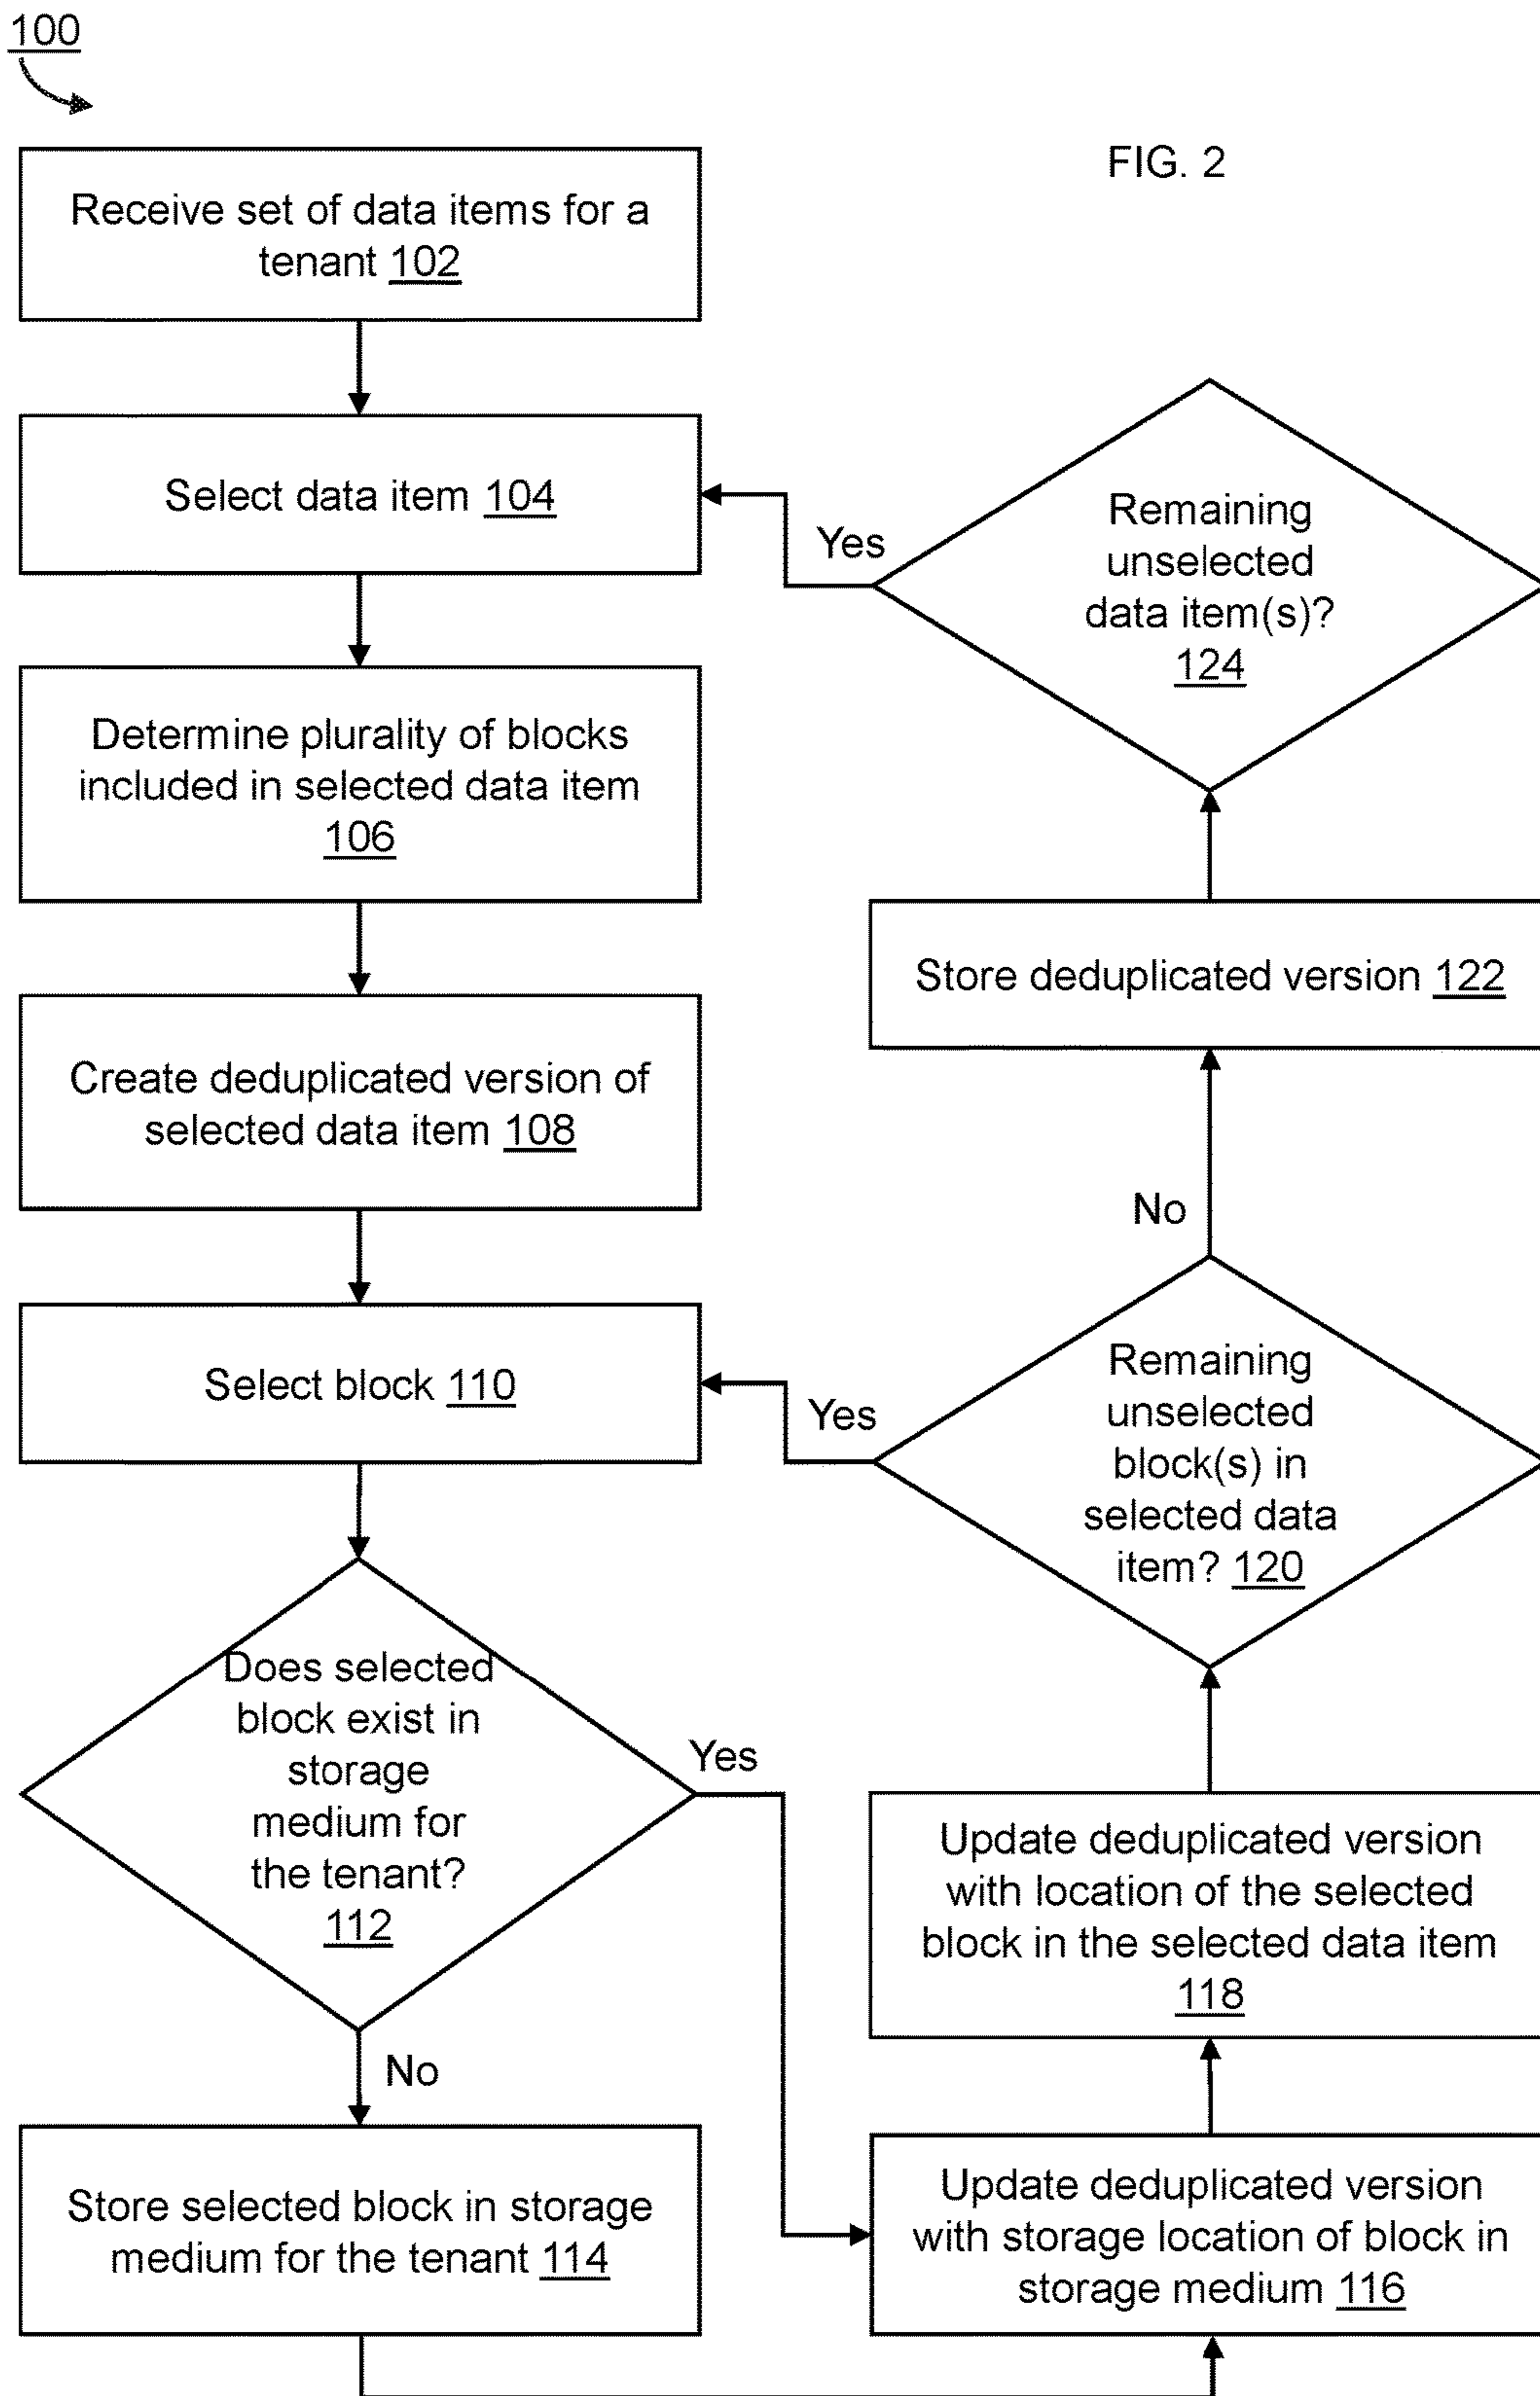 100
FIG. 2
Receive set of data items for a
tenant 102
Select data item 104
Determine plurality of blocks
included in selected data item
106
Create deduplicated version of
selected data item 108
Select block 110
Does selected
block exist in
storage
medium for
the tenant?
112
Yes
No
Store selected block in storage
medium for the tenant 114
Update deduplicated version
with storage location of block in
storage medium 116
Update deduplicated version
with location of the selected
block in the selected data item
118
Remaining
unselected
block(s) in
selected data
item? 120
Yes
No
Store deduplicated version 122
Remaining
unselected
data item(s)?
124
Yes